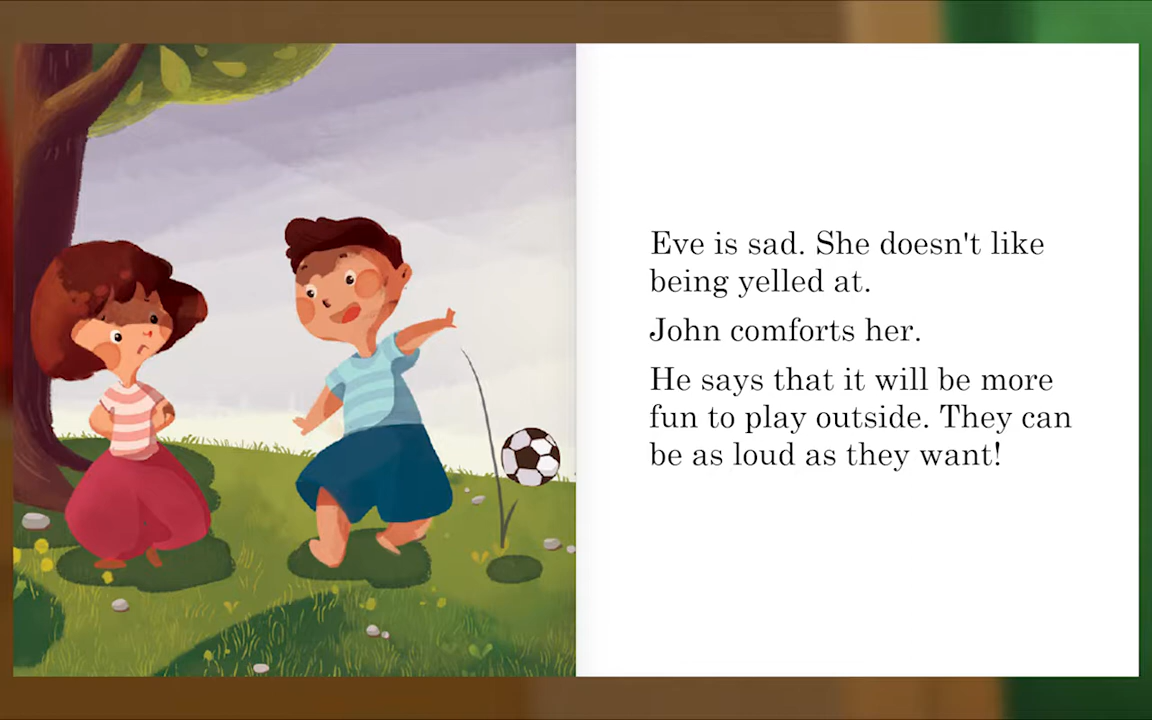 Eve is sad. She doesn't like
being yelled at.
John comforts her.
He says that it will be more
fun to play outside. They can
be as loud as they want!